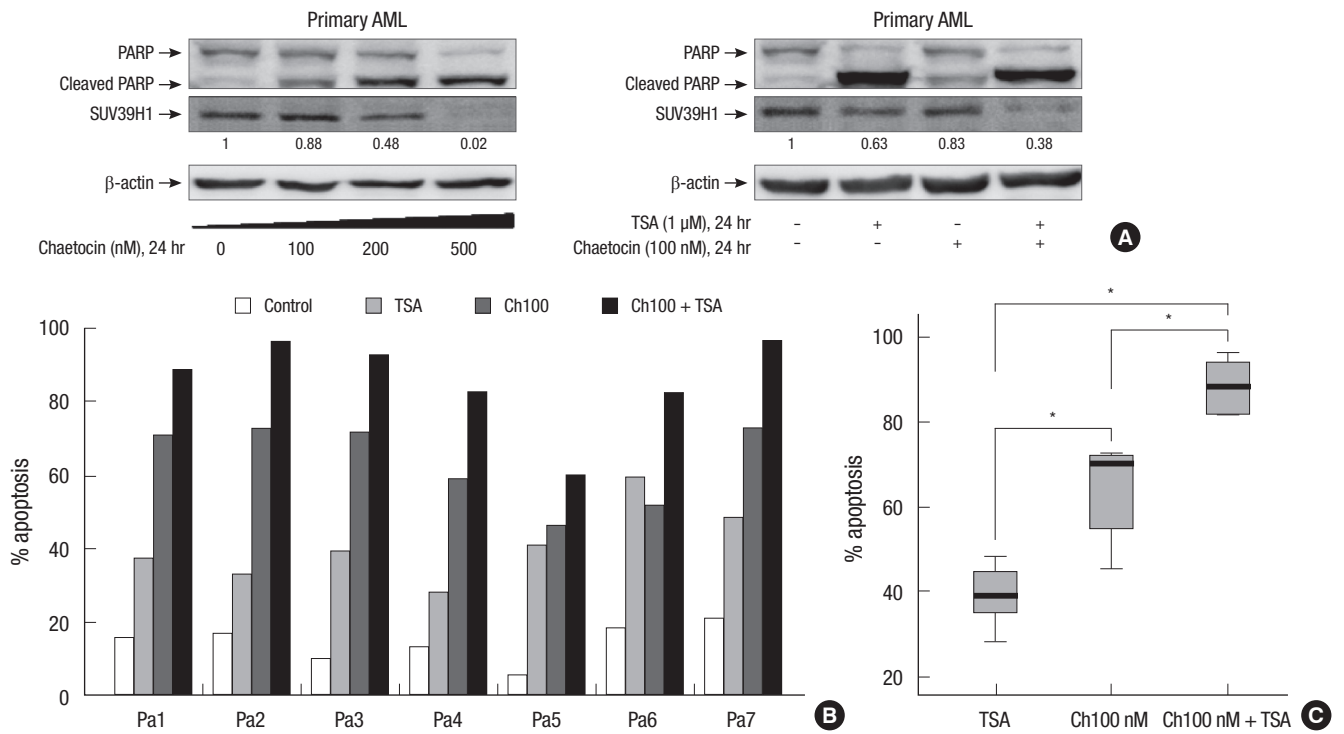 Primary AML
PARP
Cleaved PARP
SUV39H1
1 0.88 0.48 0.02
β-actin
Chaetocin (nM), 24 hr 0 100 200 500
Primary AML
PARP
Cleaved PARP
SUV39H1
1 0.63 0.83 0.38
β-actin
TSA (1 μM), 24 hr - + - +
Chaetocin (100 nM), 24 hr - - + +
A
Control TSA Ch100 Ch100 + TSA
% apoptosis
100
80
60
40
20
0
Pa1 Pa2 Pa3 Pa4 Pa5 Pa6 Pa7
B
% apoptosis
100
80
60
40
20
*
*
*
TSA Ch100 nM Ch100 nM + TSA
C